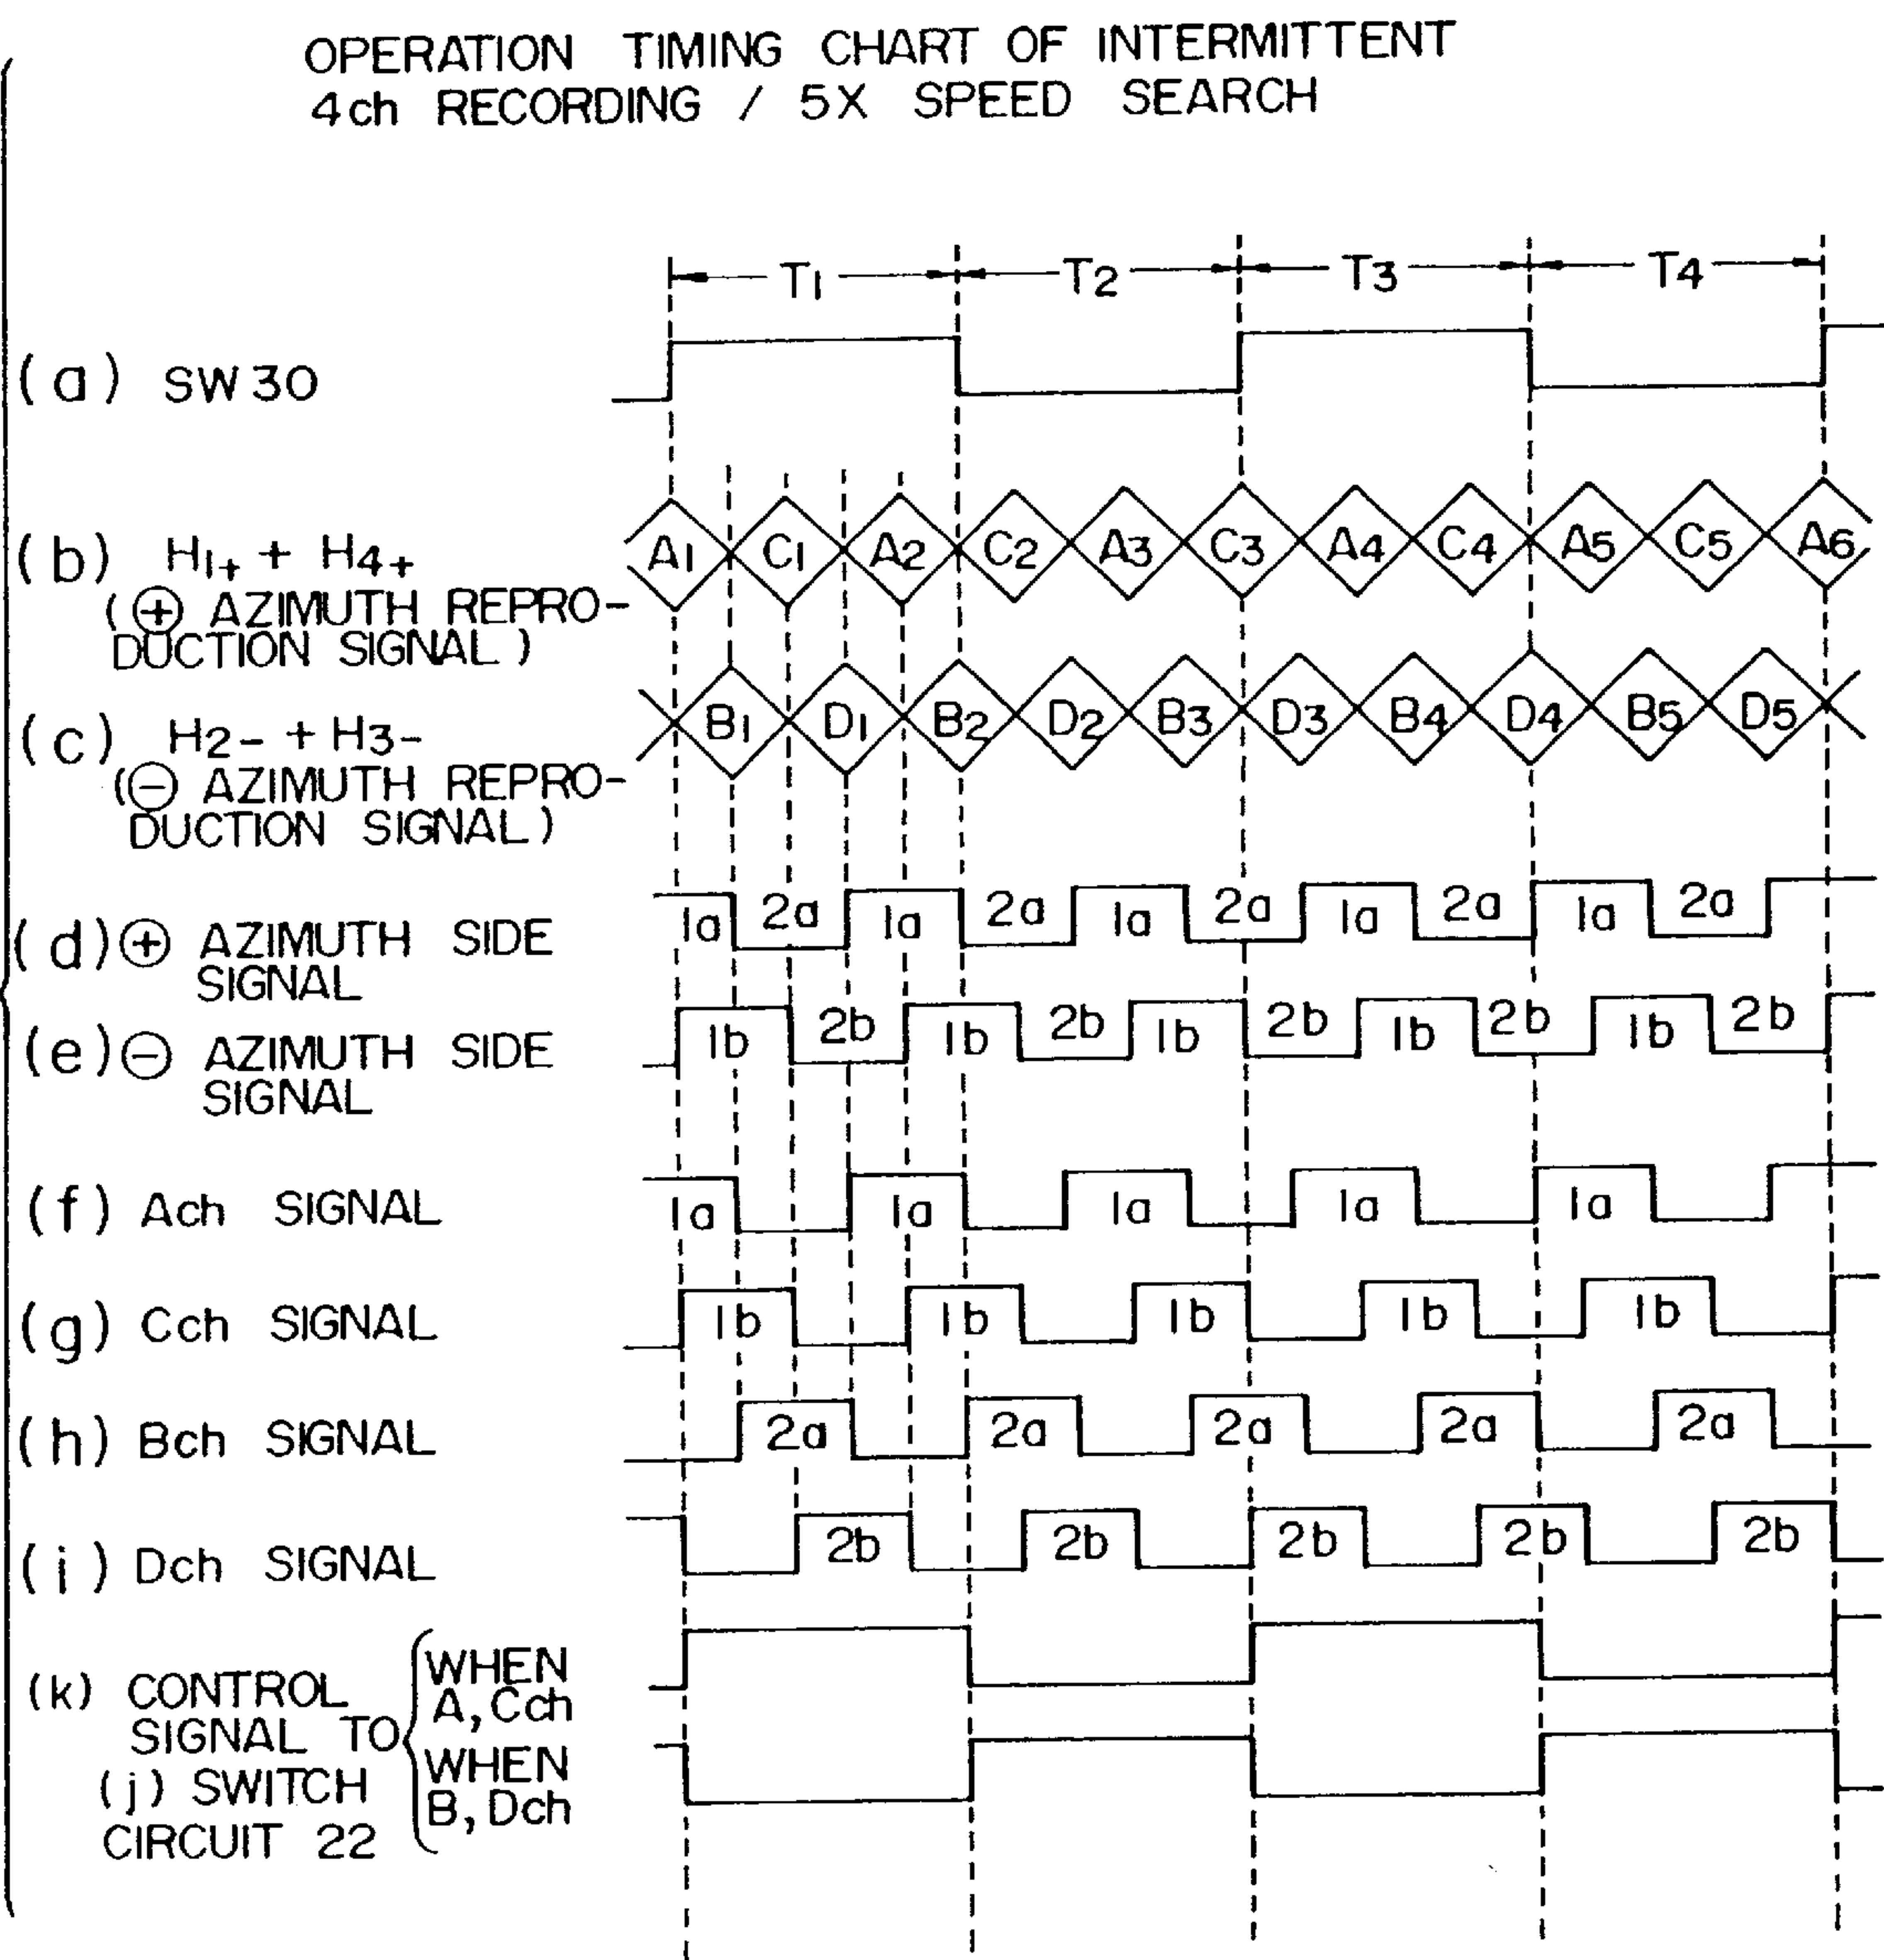 OPERATION TIMING CHART OF INTERMITTENT
4ch RECORDING / 5X SPEED SEARCH
T1 T2 T3 T4
(a) SW30
(b) H1+ + H4+
(⊕ AZIMUTH REPRO-
DUCTION SIGNAL)
A1 C1 A2 C2 A3 C3 A4 C4 A5 C5 A6
(c) H2- + H3-
(⊖ AZIMUTH REPRO-
DUCTION SIGNAL)
B1 D1 B2 D2 B3 D3 B4 D4 B5 D5
(d) ⊕ AZIMUTH SIDE
SIGNAL
1a 2a 1a 2a 1a 2a 1a 2a 1a 2a
(e) ⊖ AZIMUTH SIDE
SIGNAL
1b 2b 1b 2b 1b 2b 1b 2b 1b 2b
(f) Ach SIGNAL
1a 1a 1a 1a 1a
(g) Cch SIGNAL
1b 1b 1b 1b 1b
(h) Bch SIGNAL
2a 2a 2a 2a 2a
(i) Dch SIGNAL
2b 2b 2b 2b 2b
(k) CONTROL
SIGNAL TO
(j) SWITCH
CIRCUIT 22
WHEN
A, Cch
WHEN
B, Dch